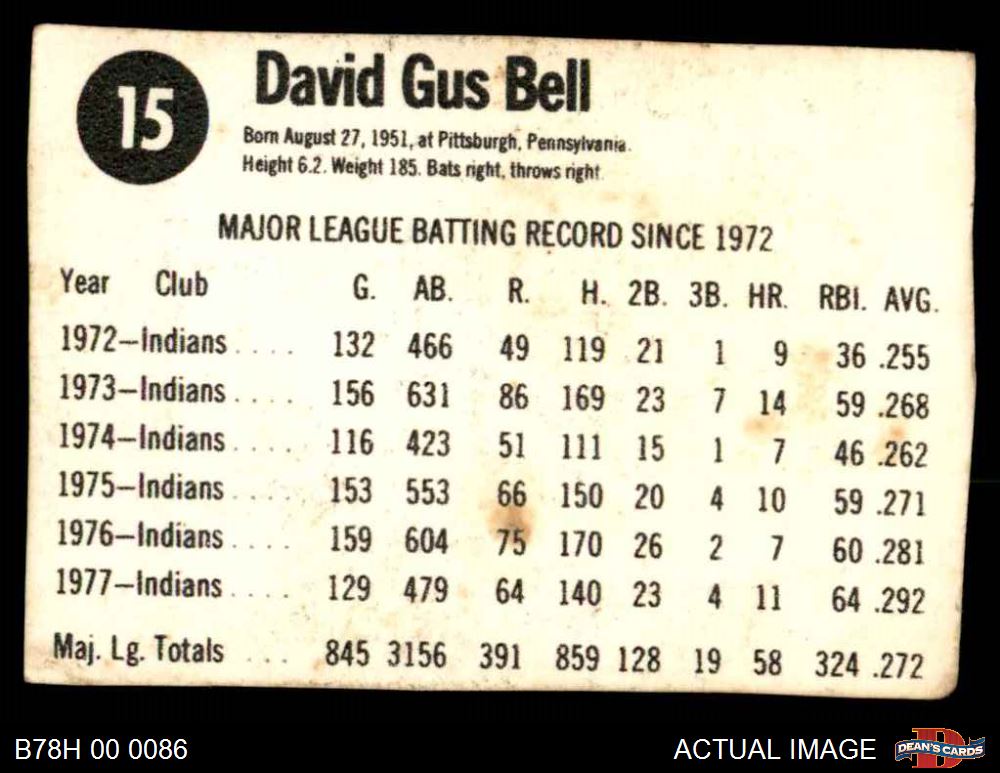 15
David Gus Bell
Born August 27, 1951, at Pittsburgh, Pennsylvania.
Height 6.2. Weight 185. Bats right, throws right
MAJOR LEAGUE BATTING RECORD SINCE 1972
Year Club G. AB. R. H. 2B. 3B. HR. RBI. AVG.
1972—Indians .... 132 466 49 119 21 1 9 36 .255
1973—Indians .... 156 631 86 169 23 7 14 59 .268
1974—Indians .... 116 423 51 111 15 1 7 46 .262
1975—Indians .... 153 553 66 150 20 4 10 59 .271
1976—Indians .... 159 604 75 170 26 2 7 60 .281
1977—Indians .... 129 479 64 140 23 4 11 64 .292
Maj. Lg. Totals ... 845 3156 391 859 128 19 58 324 .272
B78H 00 0086
ACTUAL IMAGE
D
DEAN'S CARDS